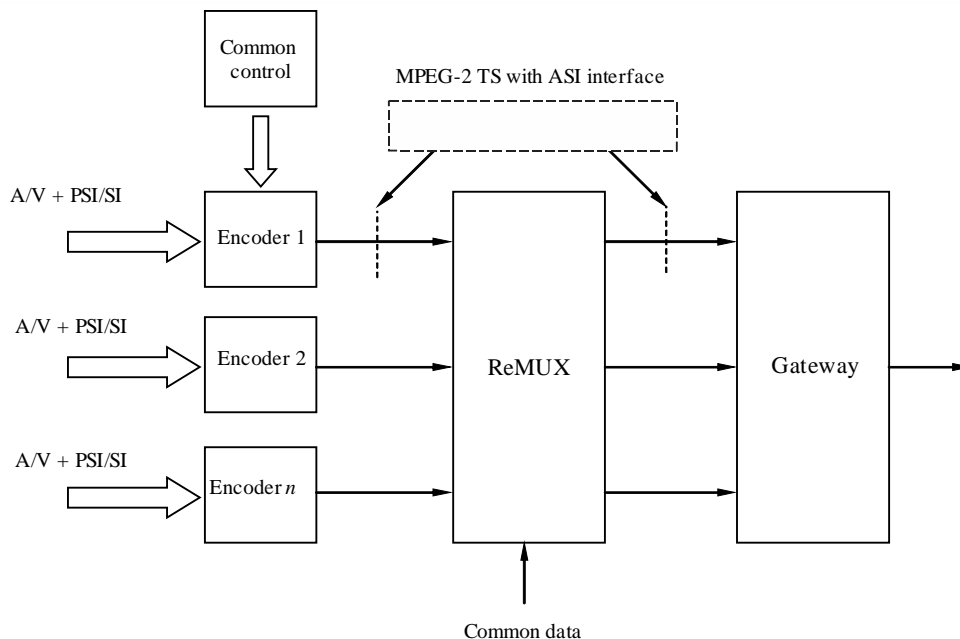 Common
control
MPEG-2 TS with ASI interface
A/V + PSI/SI
Encoder 1
A/V + PSI/SI
Encoder 2
ReMUX
Gateway
A/V + PSI/SI
Encoder n
Common data